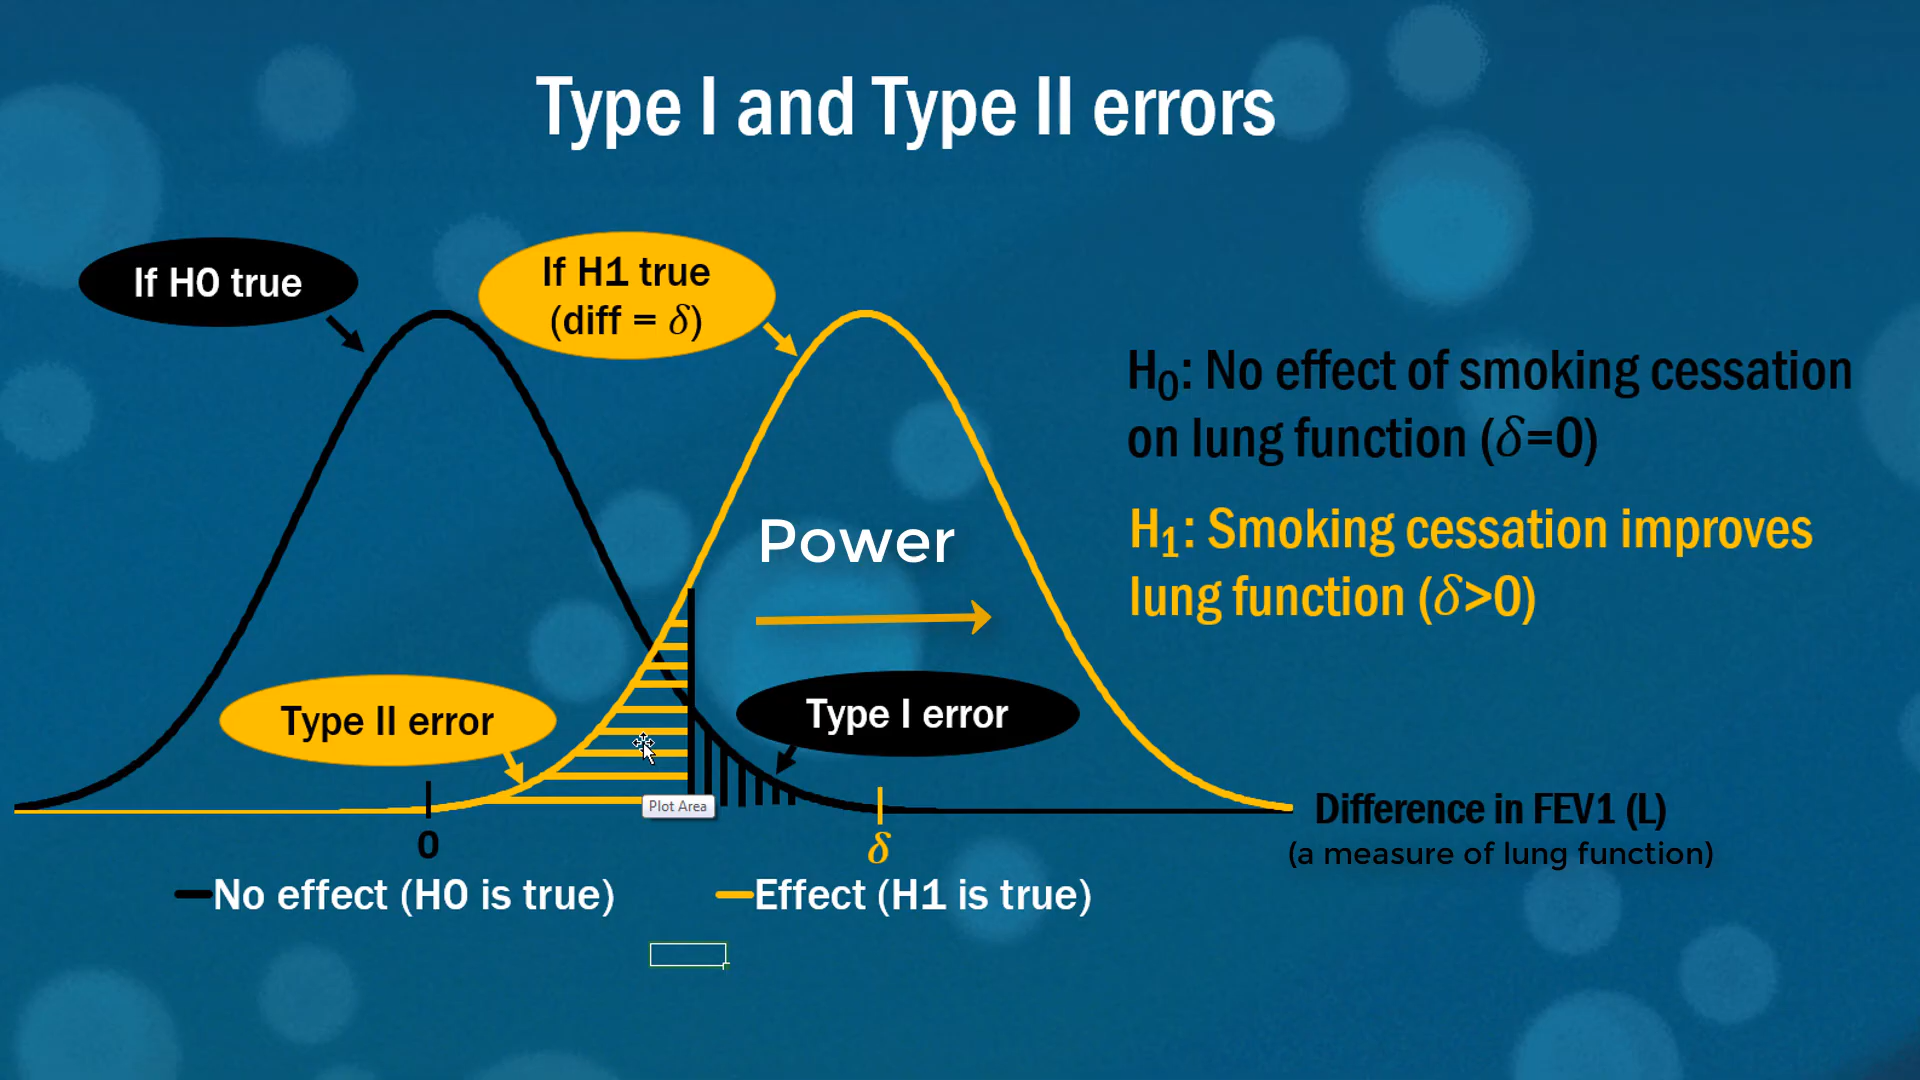 Type I and Type II errors
If H0 true
If H1 true
(diff = δ)
H₀: No effect of smoking cessation
on lung function (δ=0)
H₁: Smoking cessation improves
lung function (δ>0)
Power
Type II error
Type I error
Plot Area
0
δ
Difference in FEV1 (L)
(a measure of lung function)
No effect (H0 is true)
Effect (H1 is true)